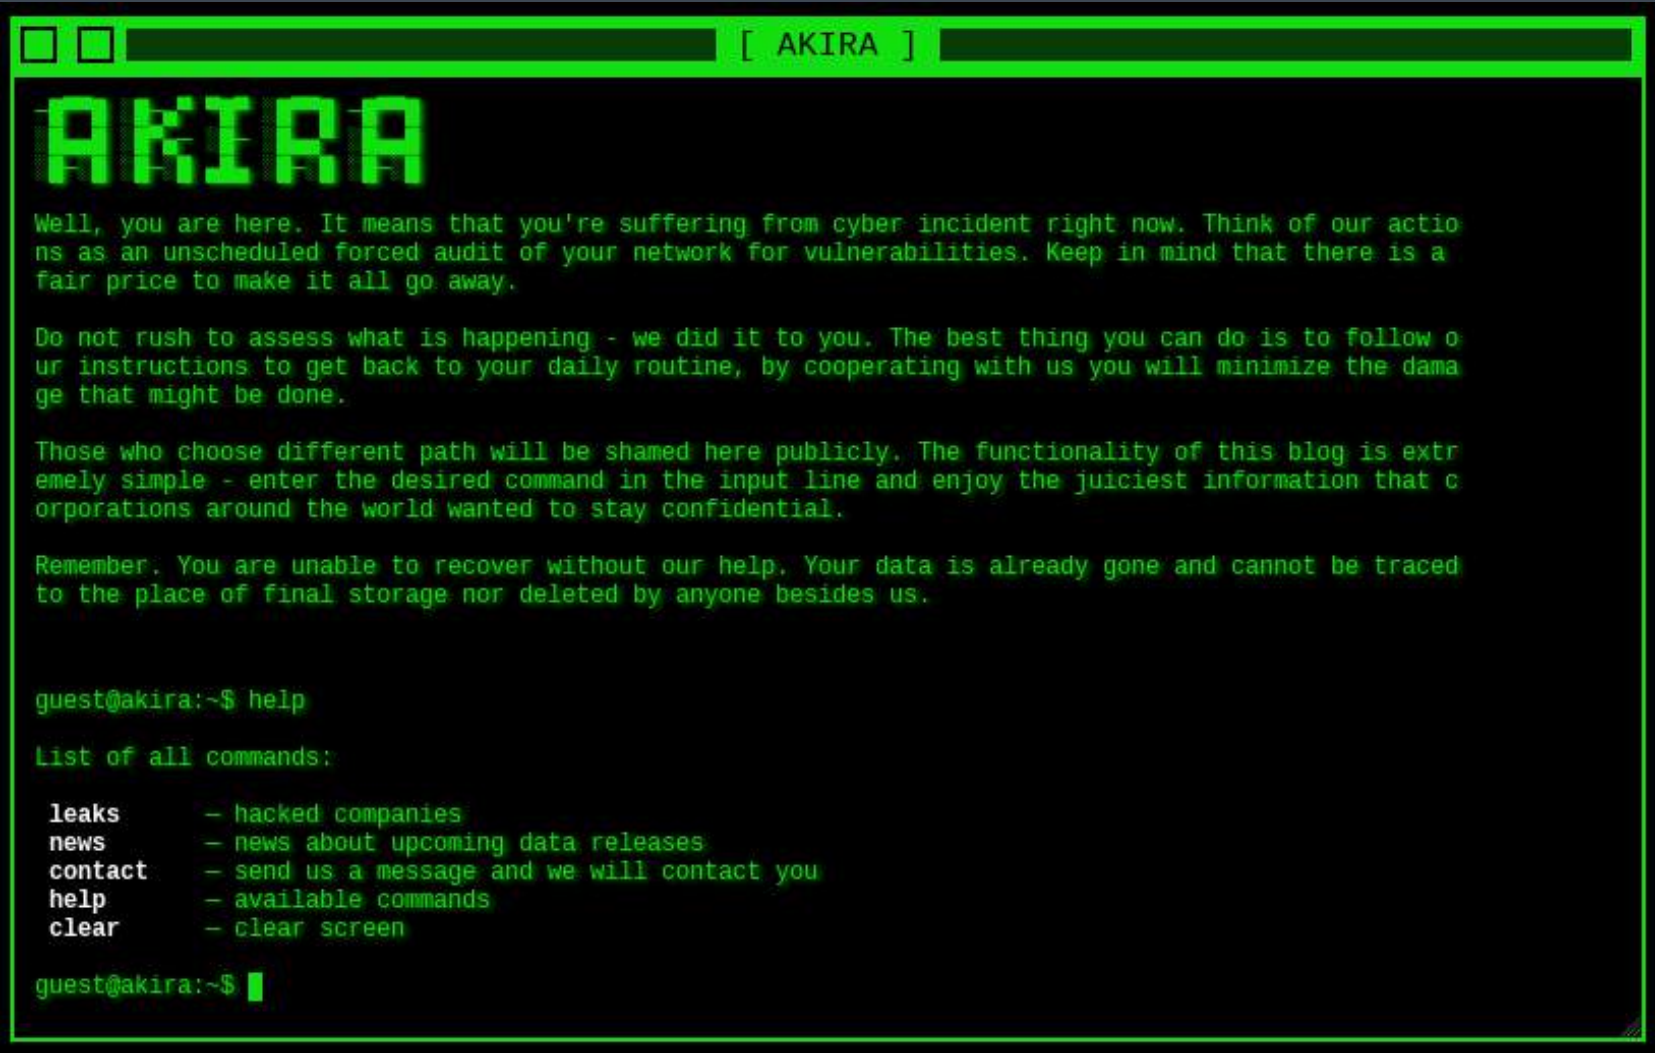 [ AKIRA ]
AKIRA
Well, you are here. It means that you're suffering from cyber incident right now. Think of our actio
ns as an unscheduled forced audit of your network for vulnerabilities. Keep in mind that there is a
fair price to make it all go away.
Do not rush to assess what is happening - we did it to you. The best thing you can do is to follow o
ur instructions to get back to your daily routine, by cooperating with us you will minimize the dama
ge that might be done.
Those who choose different path will be shamed here publicly. The functionality of this blog is extr
emely simple - enter the desired command in the input line and enjoy the juiciest information that c
orporations around the world wanted to stay confidential.
Remember. You are unable to recover without our help. Your data is already gone and cannot be traced
to the place of final storage nor deleted by anyone besides us.
guest@akira:~$ help
List of all commands:
leaks — hacked companies
news — news about upcoming data releases
contact — send us a message and we will contact you
help — available commands
clear — clear screen
guest@akira:~$